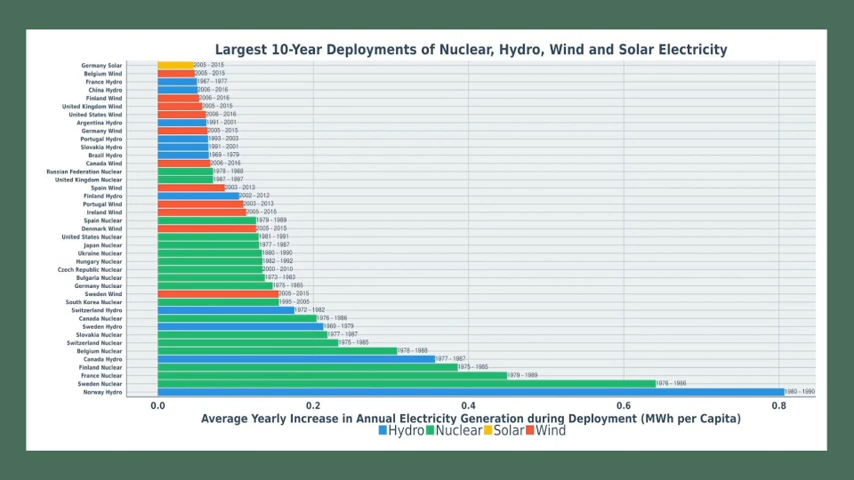 Largest 10-Year Deployments of Nuclear, Hydro, Wind and Solar Electricity
Germany Solar 2005 - 2015
Belgium Wind 2005 - 2015
France Hydro 1967 - 1977
China Hydro 2006 - 2016
Finland Wind 2006 - 2016
United Kingdom Wind 2005 - 2015
United States Wind 2006 - 2016
Argentina Hydro 1991 - 2001
Germany Wind 2005 - 2015
Portugal Hydro 1993 - 2003
Slovakia Hydro 1991 - 2001
Brazil Hydro 1969 - 1979
Canada Wind 2006 - 2016
Russian Federation Nuclear 1978 - 1988
United Kingdom Nuclear 1987 - 1997
Spain Wind 2003 - 2013
Finland Hydro 2002 - 2012
Portugal Wind 2003 - 2013
Ireland Wind 2005 - 2015
Spain Nuclear 1979 - 1989
Denmark Wind 2005 - 2015
United States Nuclear 1981 - 1991
Japan Nuclear 1977 - 1987
Ukraine Nuclear 1980 - 1990
Hungary Nuclear 1982 - 1992
Czech Republic Nuclear 2000 - 2010
Bulgaria Nuclear 1973 - 1983
Germany Nuclear 1975 - 1985
Sweden Wind 2005 - 2015
South Korea Nuclear 1995 - 2005
Switzerland Hydro 1972 - 1982
Canada Nuclear 1976 - 1986
Sweden Hydro 1969 - 1979
Slovakia Nuclear 1977 - 1987
Switzerland Nuclear 1975 - 1985
Belgium Nuclear 1978 - 1988
Canada Hydro 1977 - 1987
Finland Nuclear 1975 - 1985
France Nuclear 1979 - 1989
Sweden Nuclear 1976 - 1986
Norway Hydro 1980 - 1990
0.0 0.2 0.4 0.6 0.8
Average Yearly Increase in Annual Electricity Generation during Deployment (MWh per Capita)
Hydro Nuclear Solar Wind